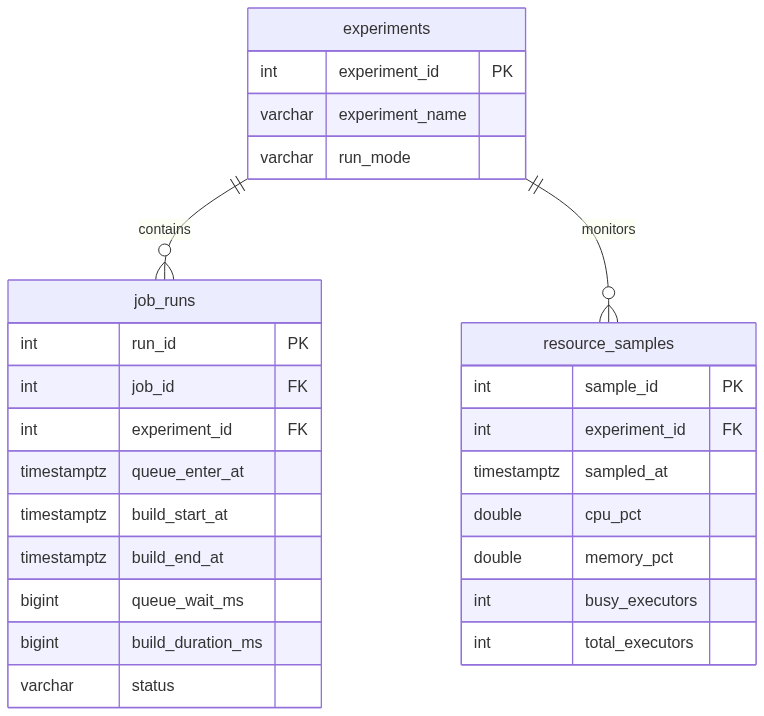 experiments
int experiment_id PK
varchar experiment_name
varchar run_mode
contains
monitors
job_runs
int run_id PK
int job_id FK
int experiment_id FK
timestamptz queue_enter_at
timestamptz build_start_at
timestamptz build_end_at
bigint queue_wait_ms
bigint build_duration_ms
varchar status
resource_samples
int sample_id PK
int experiment_id FK
timestamptz sampled_at
double cpu_pct
double memory_pct
int busy_executors
int total_executors